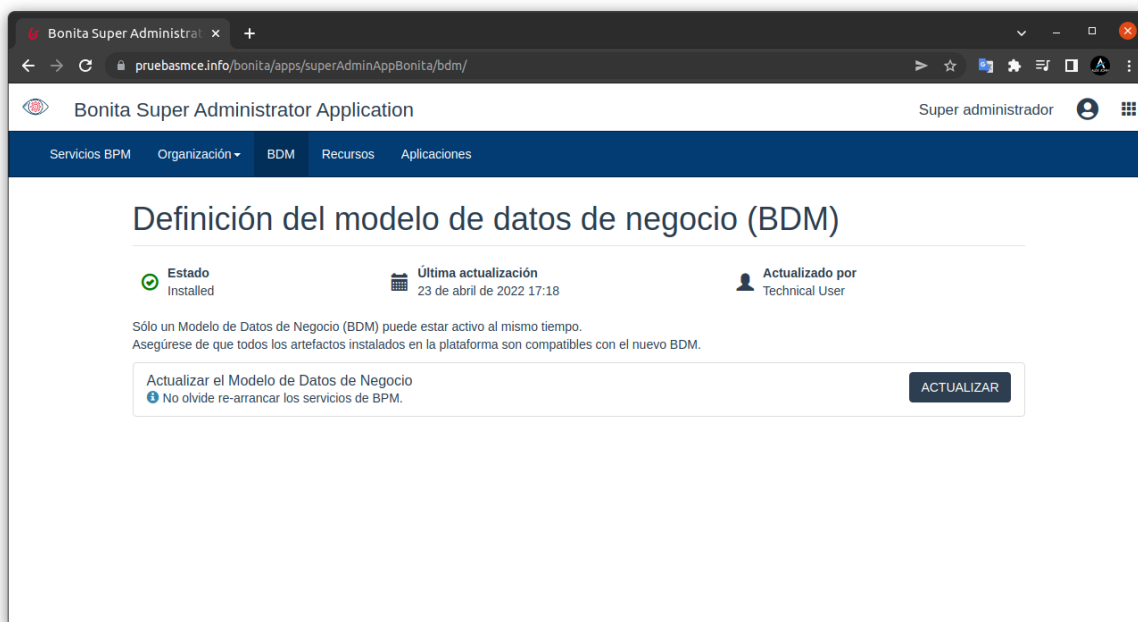 Bonita Super Administrat
pruebasmce.info/bonita/apps/superAdminAppBonita/bdm/
Bonita Super Administrator Application
Super administrador
Servicios BPM Organización BDM Recursos Aplicaciones
Definición del modelo de datos de negocio (BDM)
Estado
Installed
Última actualización
23 de abril de 2022 17:18
Actualizado por
Technical User
Sólo un Modelo de Datos de Negocio (BDM) puede estar activo al mismo tiempo.
Asegúrese de que todos los artefactos instalados en la plataforma son compatibles con el nuevo BDM.
Actualizar el Modelo de Datos de Negocio
No olvide re-arrancar los servicios de BPM.
ACTUALIZAR